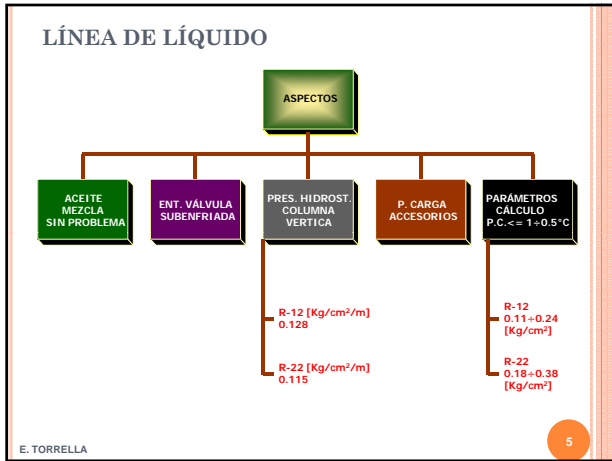 LÍNEA DE LÍQUIDO
ASPECTOS
ACEITE
MEZCLA
SIN PROBLEMA
ENT. VÁLVULA
SUBENFRIADA
PRES. HIDROST.
COLUMNA
VERTICA
P. CARGA
ACCESORIOS
PARÁMETROS
CÁLCULO
P.C.<= 1÷0.5°C
R-12 [Kg/cm²/m]
0.128
R-22 [Kg/cm²/m]
0.115
R-12
0.11÷0.24
[Kg/cm²]
R-22
0.18÷0.38
[Kg/cm²]
E. TORRELLA
5